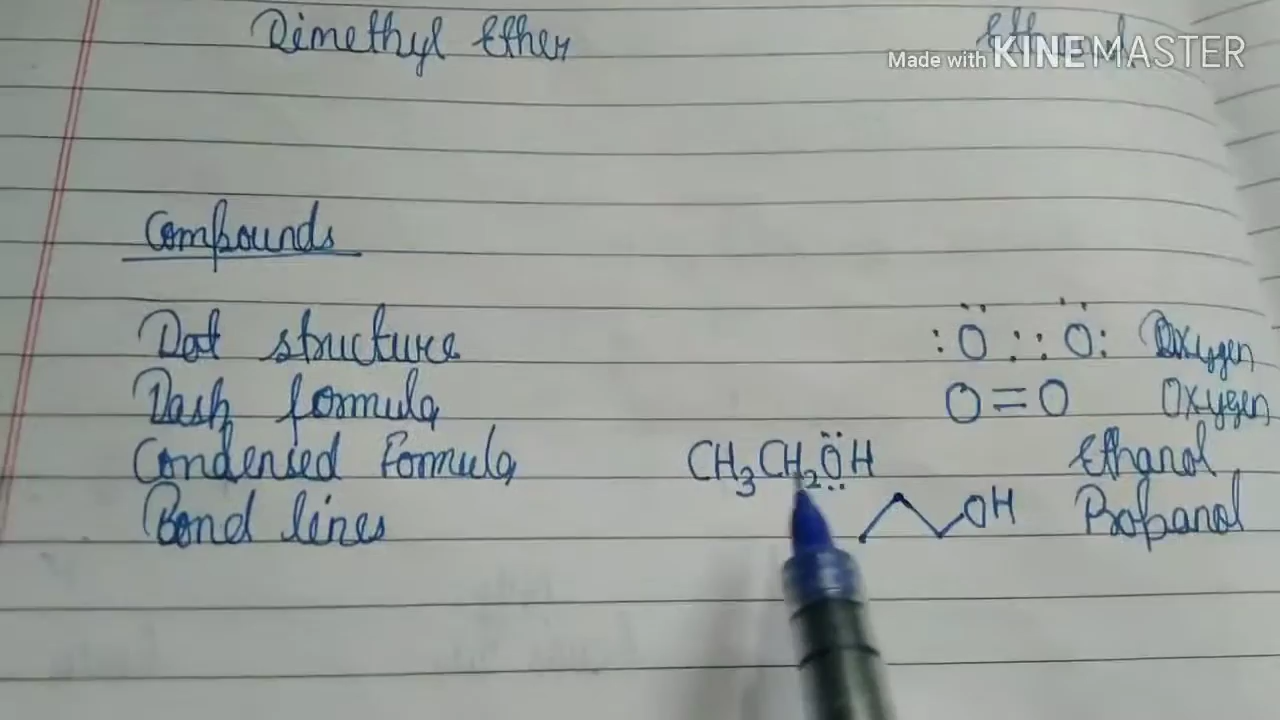 Dimethyl Ether Ethanol
Made with KINEMASTER
Compounds
Dot structure :Ö::Ö: Oxygen
Dash formula O=O Oxygen
Condensed Formula CH₃CH₂ÖH Ethanol
Bond lines OH Propanol